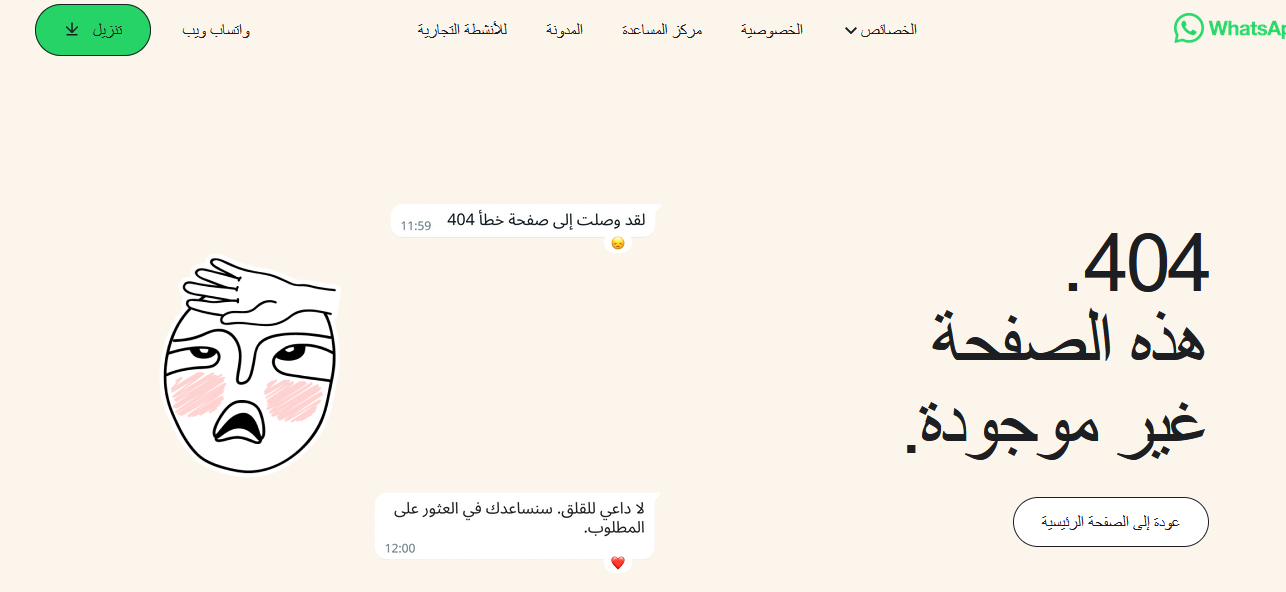 WhatsAp
الخصائص
الخصوصية
مركز المساعدة
المدونة
للأنشطة التجارية
واتساب ويب
تنزيل
404.
هذه الصفحة
غير موجودة.
عودة إلى الصفحة الرئيسية
لقد وصلت إلى صفحة خطأ 404
11:59
لا داعي للقلق. سنساعدك في العثور على
المطلوب.
12:00